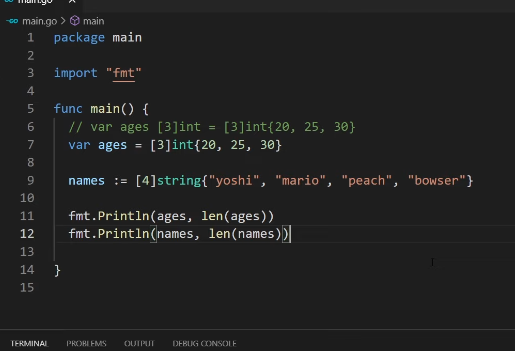 main.go
main.go > main
1 package main
2
3 import "fmt"
4
5 func main() {
6 // var ages [3]int = [3]int{20, 25, 30}
7 var ages = [3]int{20, 25, 30}
8
9 names := [4]string{"yoshi", "mario", "peach", "bowser"}
10
11 fmt.Println(ages, len(ages))
12 fmt.Println(names, len(names))
13
14 }
15
TERMINAL PROBLEMS OUTPUT DEBUG CONSOLE